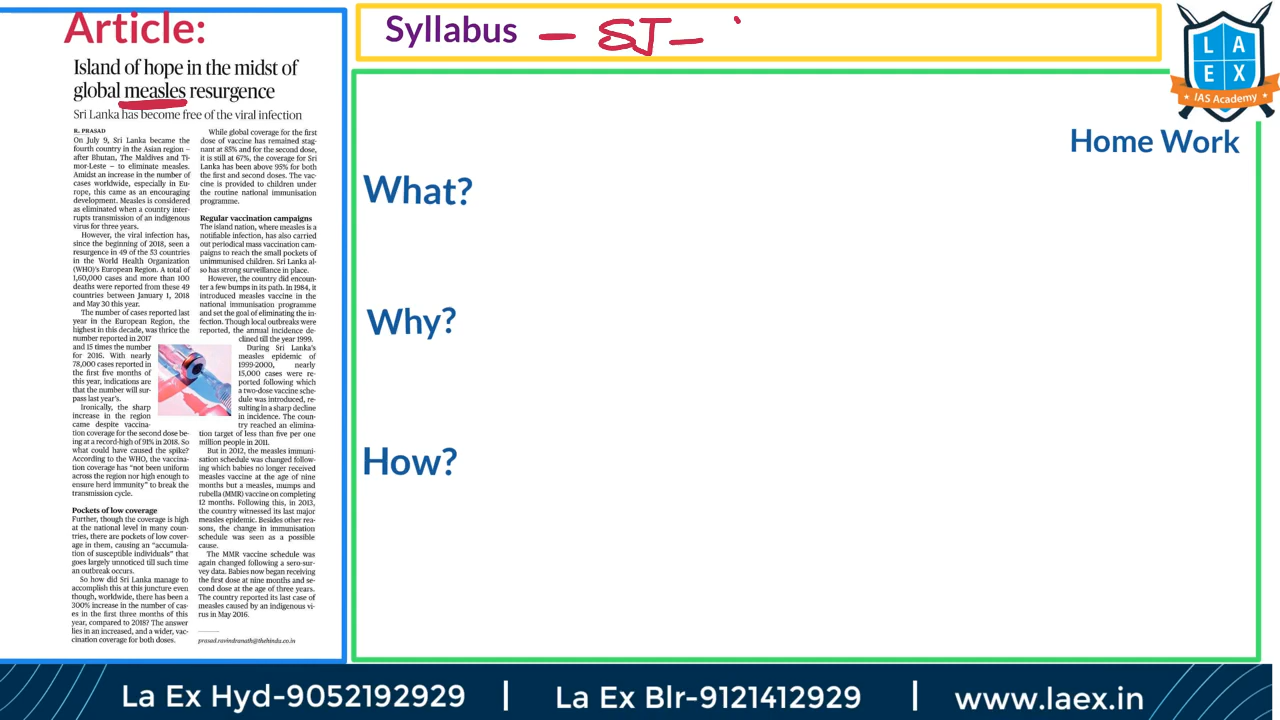 Article:
Island of hope in the midst of
global measles resurgence
Sri Lanka has become free of the viral infection
R. PRASAD
On July 9, Sri Lanka became the
fourth country in the Asian region –
after Bhutan, The Maldives and Ti-
mor-Leste — to eliminate measles.
Amidst an increase in the number of
cases worldwide, especially in Eu-
rope, this came as an encouraging
development. Measles is considered
as eliminated when a country inter-
rupts transmission of an indigenous
virus for three years.
However, the viral infection has,
since the beginning of 2018, seen a
resurgence in 49 of the 53 countries
in the World Health Organization
(WHO)'s European Region. A total of
1,60,000 cases and more than 100
deaths were reported from these 49
countries between January 1, 2018
and May 30 this year.
The number of cases reported last
year in the European Region, the
highest in this decade, was thrice the
number reported in 2017
and 15 times the number
for 2016. With nearly
78,000 cases reported in
the first five months of
this year, indications are
that the number will sur-
pass last year's.
Ironically, the sharp
increase in the region
came despite vaccina-
tion coverage for the second dose be-
ing at a record-high of 91% in 2018. So
what could have caused the spike?
According to the WHO, the vaccina-
tion coverage has "not been uniform
across the region nor high enough to
ensure herd immunity" to break the
transmission cycle.
Pockets of low coverage
Further, though the coverage is high
at the national level in many coun-
tries, there are pockets of low cover-
age in them, causing an "accumula-
tion of susceptible individuals" that
goes largely unnoticed till such time
an outbreak occurs.
So how did Sri Lanka manage to
accomplish this at this juncture even
though, worldwide, there has been a
300% increase in the number of cas-
es in the first three months of this
year, compared to 2018? The answer
lies in an increased, and a wider, vac-
cination coverage for both doses.
While global coverage for the first
dose of vaccine has remained stag-
nant at 85% and for the second dose,
it is still at 67%, the coverage for Sri
Lanka has been above 95% for both
the first and second doses. The vac-
cine is provided to children under
the routine national immunisation
programme.
Regular vaccination campaigns
The island nation, where measles is a
notifiable infection, has also carried
out periodical mass vaccination cam-
paigns to reach the small pockets of
unimmunised children. Sri Lanka al-
so has strong surveillance in place.
However, the country did encoun-
ter a few bumps in its path. In 1984, it
introduced measles vaccine in the
national immunisation programme
and set the goal of eliminating the in-
fection. Though local outbreaks were
reported, the annual incidence de-
clined till the year 1999.
During Sri Lanka's
measles epidemic of
1999-2000, nearly
15,000 cases were re-
ported following which
a two-dose vaccine sche-
dule was introduced, re-
sulting in a sharp decline
in incidence. The coun-
try reached an elimina-
tion target of less than five per one
million people in 2011.
But in 2012, the measles immuni-
sation schedule was changed follow-
ing which babies no longer received
measles vaccine at the age of nine
months but a measles, mumps and
rubella (MMR) vaccine on completing
12 months. Following this, in 2013,
the country witnessed its last major
measles epidemic. Besides other rea-
sons, the change in immunisation
schedule was seen as a possible
cause.
The MMR vaccine schedule was
again changed following a sero-sur-
vey data. Babies now began receiving
the first dose at nine months and se-
cond dose at the age of three years.
The country reported its last case of
measles caused by an indigenous vi-
rus in May 2016.
prasad.ravindranath@thehindu.co.in
Syllabus
L A
E X
IAS Academy
Home Work
What?
Why?
How?
La Ex Hyd-9052192929 | La Ex Blr-9121412929 | www.laex.in